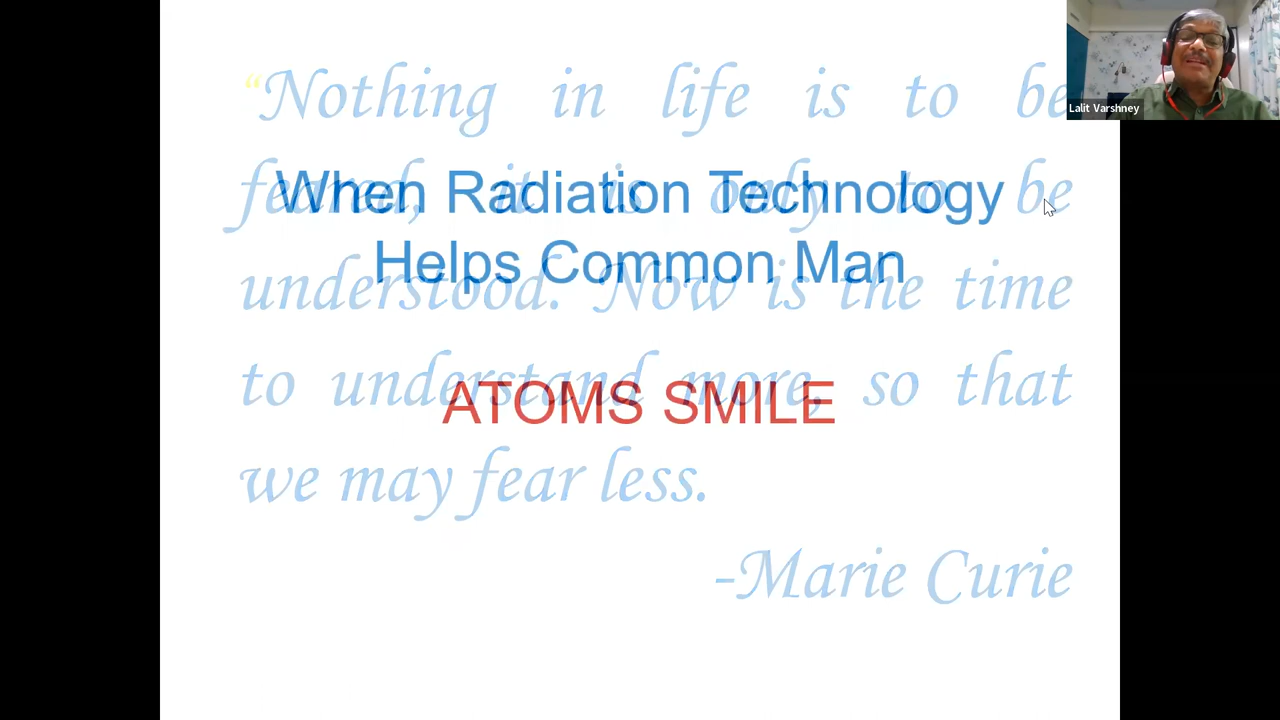 “Nothing in life is to be
feared, it is only to be
understood. Now is the time
to understand more, so that
we may fear less.
-Marie Curie
When Radiation Technology
Helps Common Man
ATOMS SMILE
Lalit Varshney